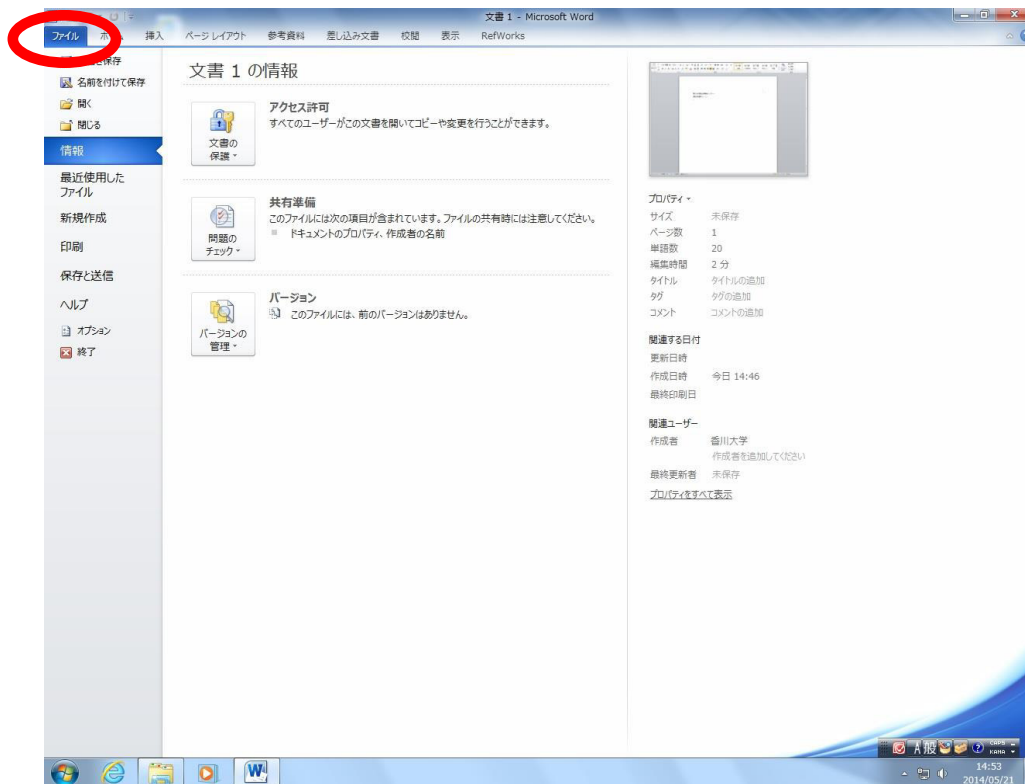 文書 1 - Microsoft Word
ファイル 挿入 ページ レイアウト 参考資料 差し込み文書 校閲 表示 RefWorks
名前を付けて保存
開く
閉じる
情報
最近使用した
ファイル
新規作成
印刷
保存と送信
ヘルプ
オプション
終了
文書 1 の情報
文書の
保護
アクセス許可
すべてのユーザーがこの文書を開いてコピーや変更を行うことができます。
問題の
チェック
共有準備
このファイルには次の項目が含まれています。ファイルの共有時には注意してください。
ドキュメントのプロパティ、作成者の名前
バージョンの
管理
バージョン
このファイルには、前のバージョンはありません。
プロパティ
サイズ 未保存
ページ数 1
単語数 20
編集時間 2 分
タイトル タイトルの追加
タグ タグの追加
コメント コメントの追加
関連する日付
更新日時
作成日時 今日 14:46
最終印刷日
関連ユーザー
作成者 香川大学
作成者を追加してください
最終更新者 未保存
プロパティをすべて表示
A 般 CAPS
KANA
14:53
2014/05/21